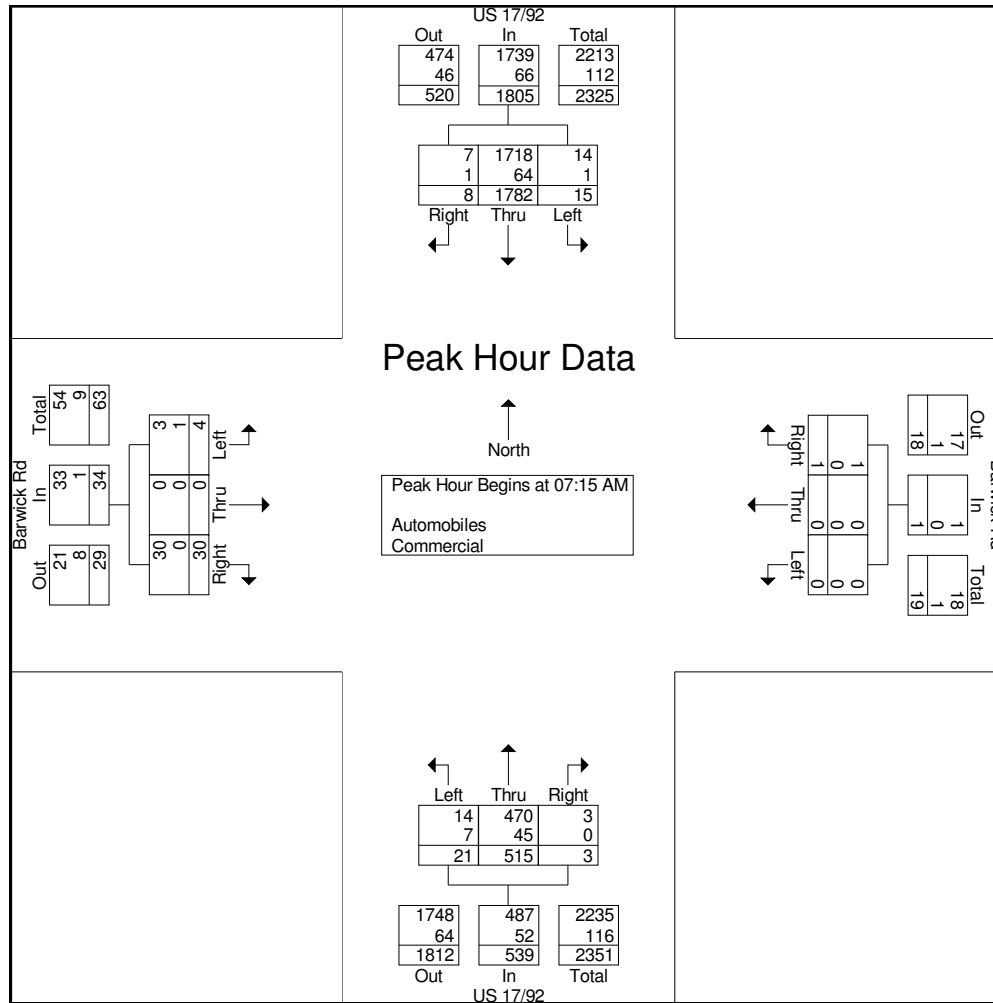 US 17/92
Out In Total
474 1739 2213
46 66 112
520 1805 2325
7 1718 14
1 64 1
8 1782 15
Right Thru Left
Peak Hour Data
North
Peak Hour Begins at 07:15 AM
Automobiles
Commercial
Barwick Rd
Out In Total
21 33 54
8 1 9
29 34 63
Left Thru Right
3 0 30
1 0 0
4 0 30
Out In Total
17 1 18
1 0 1
18 1 19
Right Thru Left
1 0 0
0 0 0
1 0 0
Left Thru Right
14 470 3
7 45 0
21 515 3
1748 487 2235
64 52 116
1812 539 2351
Out In Total
US 17/92